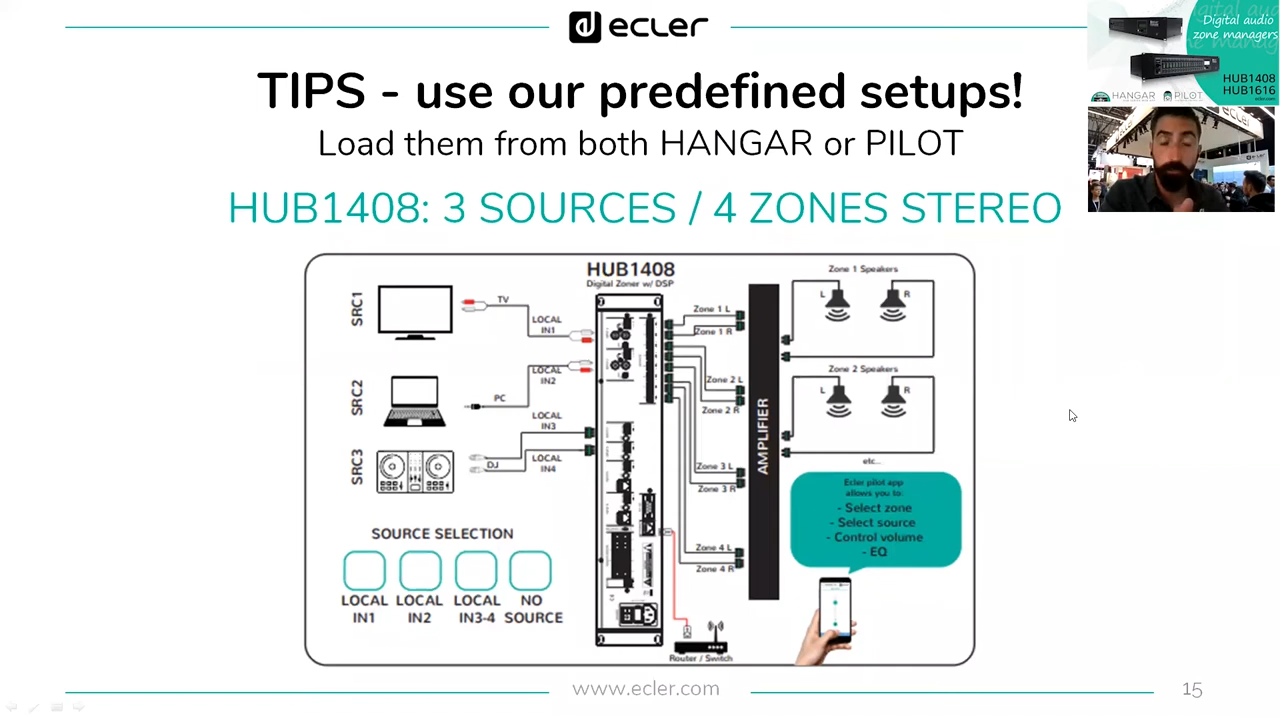 ecler
TIPS - use our predefined setups!
Load them from both HANGAR or PILOT
HUB1408: 3 SOURCES / 4 ZONES STEREO
Digital audio
zone managers
HUB1408
HUB1616
ecler.com
HANGAR
PILOT
ecler
HUB1408
Digital Zoner w/ DSP
SRC1
TV
LOCAL
IN1
SRC2
PC
LOCAL
IN2
SRC3
DJ
LOCAL
IN3
LOCAL
IN4
SOURCE SELECTION
LOCAL
IN1
LOCAL
IN2
LOCAL
IN3-4
NO
SOURCE
Zone 1 L
Zone 1 R
Zone 2 L
Zone 2 R
Zone 3 L
Zone 3 R
Zone 4 L
Zone 4 R
AMPLIFIER
Router / Switch
Zone 1 Speakers
L
R
Zone 2 Speakers
L
R
etc...
Ecler pilot app
allows you to:
- Select zone
- Select source
- Control volume
- EQ
www.ecler.com
15